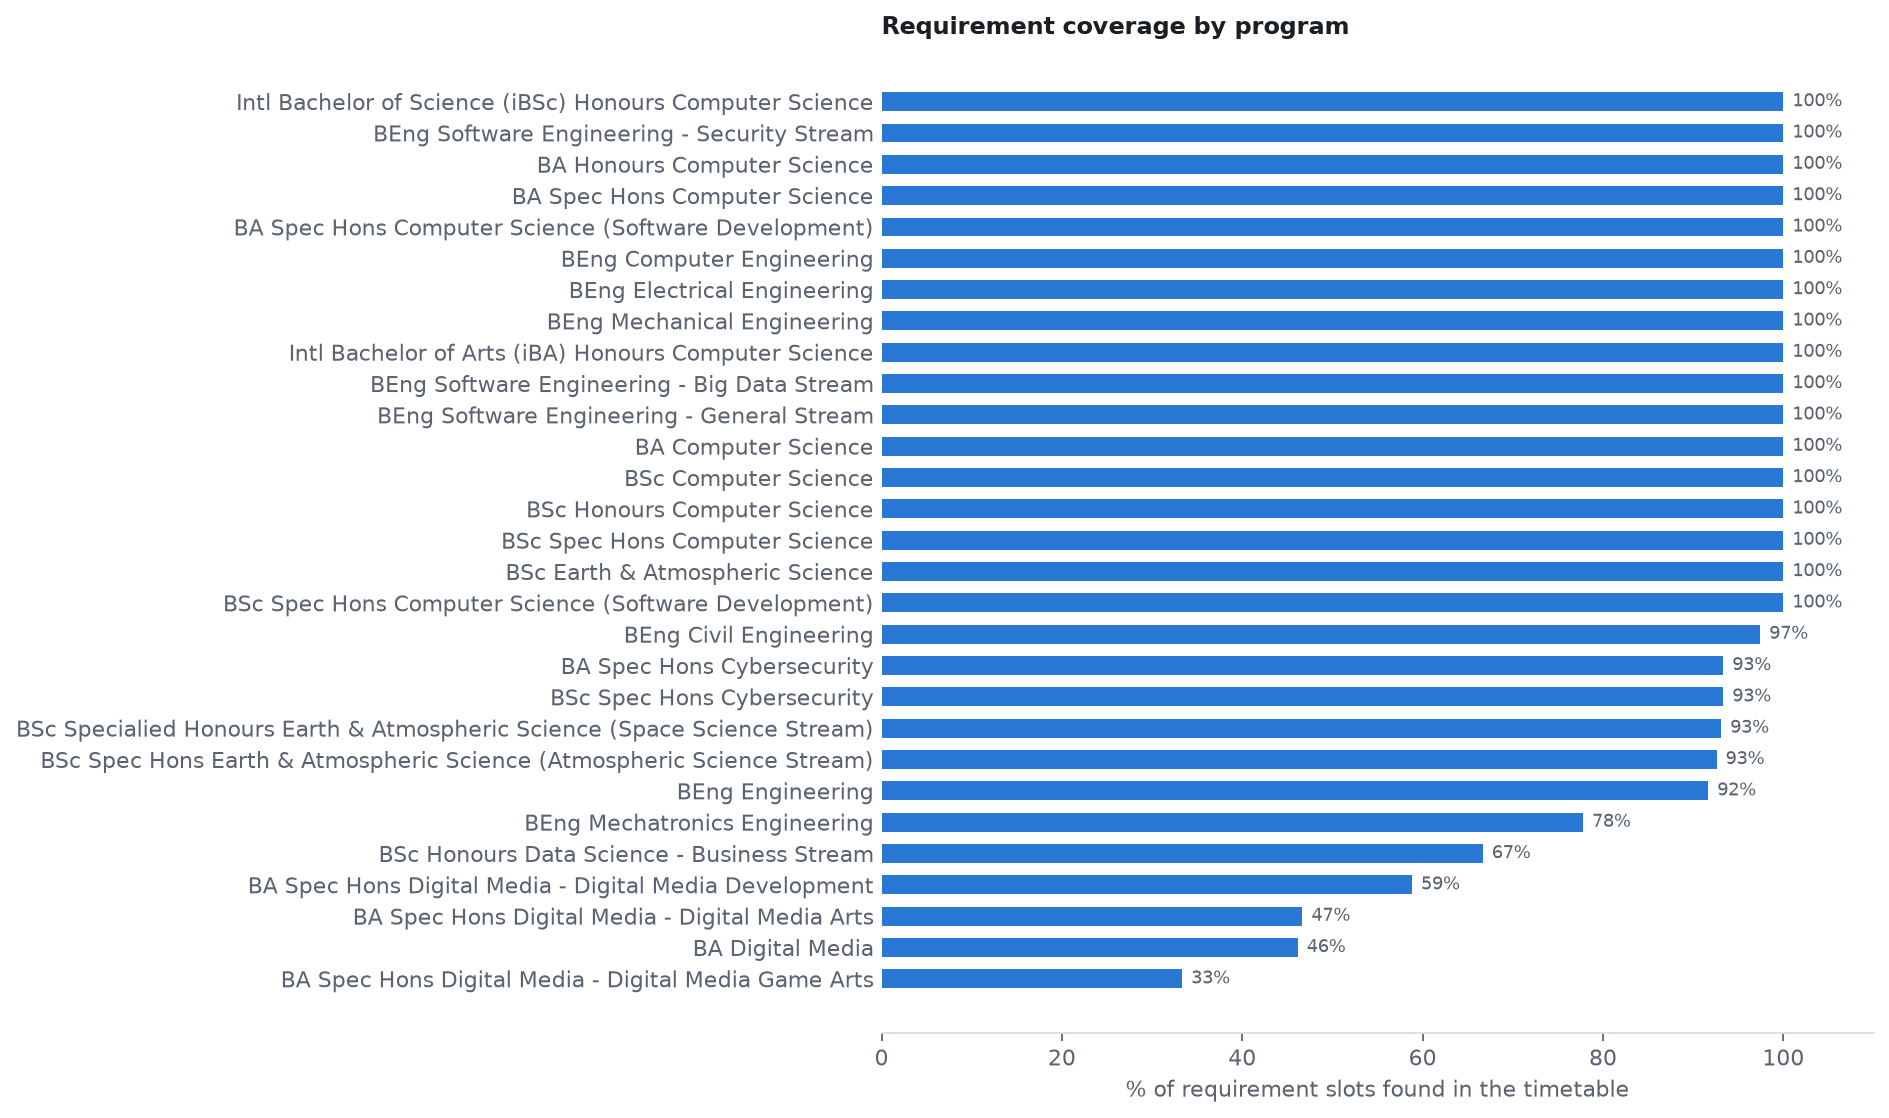 Requirement coverage by program
Intl Bachelor of Science (iBSc) Honours Computer Science 100%
BEng Software Engineering - Security Stream 100%
BA Honours Computer Science 100%
BA Spec Hons Computer Science 100%
BA Spec Hons Computer Science (Software Development) 100%
BEng Computer Engineering 100%
BEng Electrical Engineering 100%
BEng Mechanical Engineering 100%
Intl Bachelor of Arts (iBA) Honours Computer Science 100%
BEng Software Engineering - Big Data Stream 100%
BEng Software Engineering - General Stream 100%
BA Computer Science 100%
BSc Computer Science 100%
BSc Honours Computer Science 100%
BSc Spec Hons Computer Science 100%
BSc Earth & Atmospheric Science 100%
BSc Spec Hons Computer Science (Software Development) 100%
BEng Civil Engineering 97%
BA Spec Hons Cybersecurity 93%
BSc Spec Hons Cybersecurity 93%
BSc Specialied Honours Earth & Atmospheric Science (Space Science Stream) 93%
BSc Spec Hons Earth & Atmospheric Science (Atmospheric Science Stream) 93%
BEng Engineering 92%
BEng Mechatronics Engineering 78%
BSc Honours Data Science - Business Stream 67%
BA Spec Hons Digital Media - Digital Media Development 59%
BA Spec Hons Digital Media - Digital Media Arts 47%
BA Digital Media 46%
BA Spec Hons Digital Media - Digital Media Game Arts 33%
0 20 40 60 80 100
% of requirement slots found in the timetable